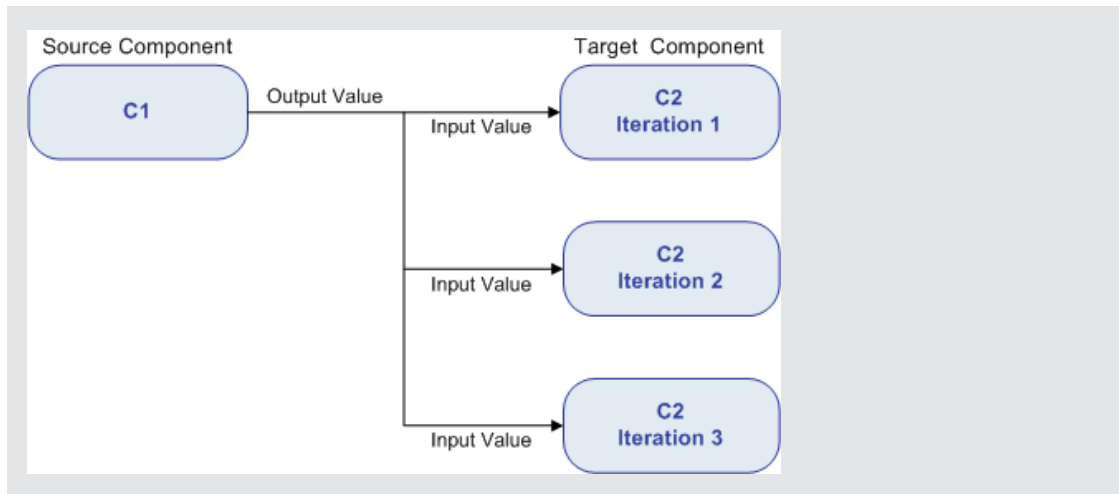 Source Component
Target Component
C1
Output Value
Input Value
C2
Iteration 1
Input Value
C2
Iteration 2
Input Value
C2
Iteration 3